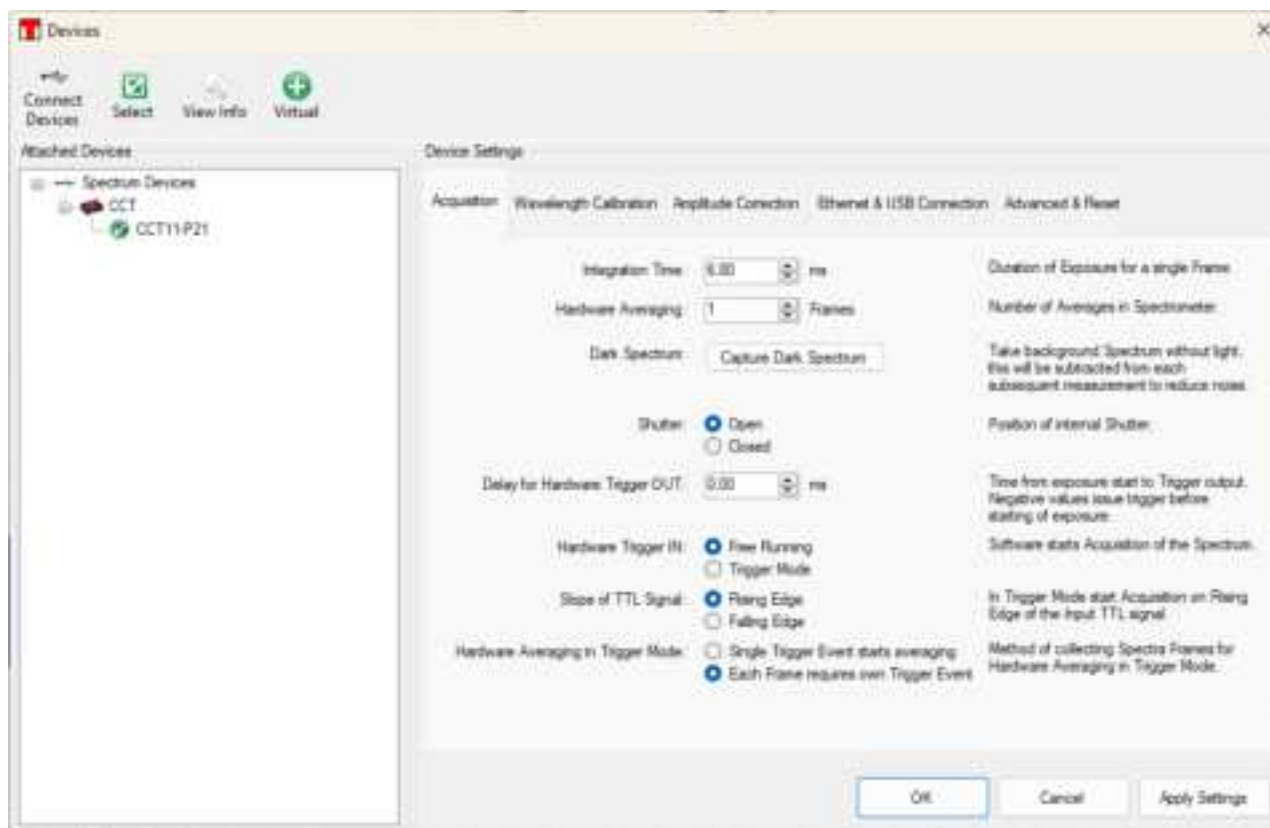 Devices
Connect Devices
Select
View Info
Virtual
Attached Devices
Spectrum Devices
CCT
CCT11-P21
Device Settings
Acquisition Wavelength Calibration Amplitude Correction Ethernet & USB Connection Advanced & Reset
Integration Time: 6.00 ms
Duration of Exposure for a single Frame
Hardware Averaging: 1 Frames
Number of Averages in Spectrometer.
Dark Spectrum: Capture Dark Spectrum
Take background Spectrum without light,
this will be subtracted from each
subsequent measurement to reduce noise.
Shutter: Open
Closed
Position of internal Shutter.
Delay for Hardware Trigger OUT: 0.00 ms
Time from exposure start to Trigger output.
Negative values issue trigger before
starting of exposure.
Hardware Trigger IN: Free Running
Trigger Mode
Software starts Acquisition of the Spectrum.
Slope of TTL Signal: Rising Edge
Falling Edge
In Trigger Mode start Acquisition on Rising
Edge of the Input TTL signal
Hardware Averaging in Trigger Mode: Single Trigger Event starts averaging
Each Frame requires own Trigger Event
Method of collecting Spectra Frames for
Hardware Averaging in Trigger Mode.
OK Cancel Apply Settings